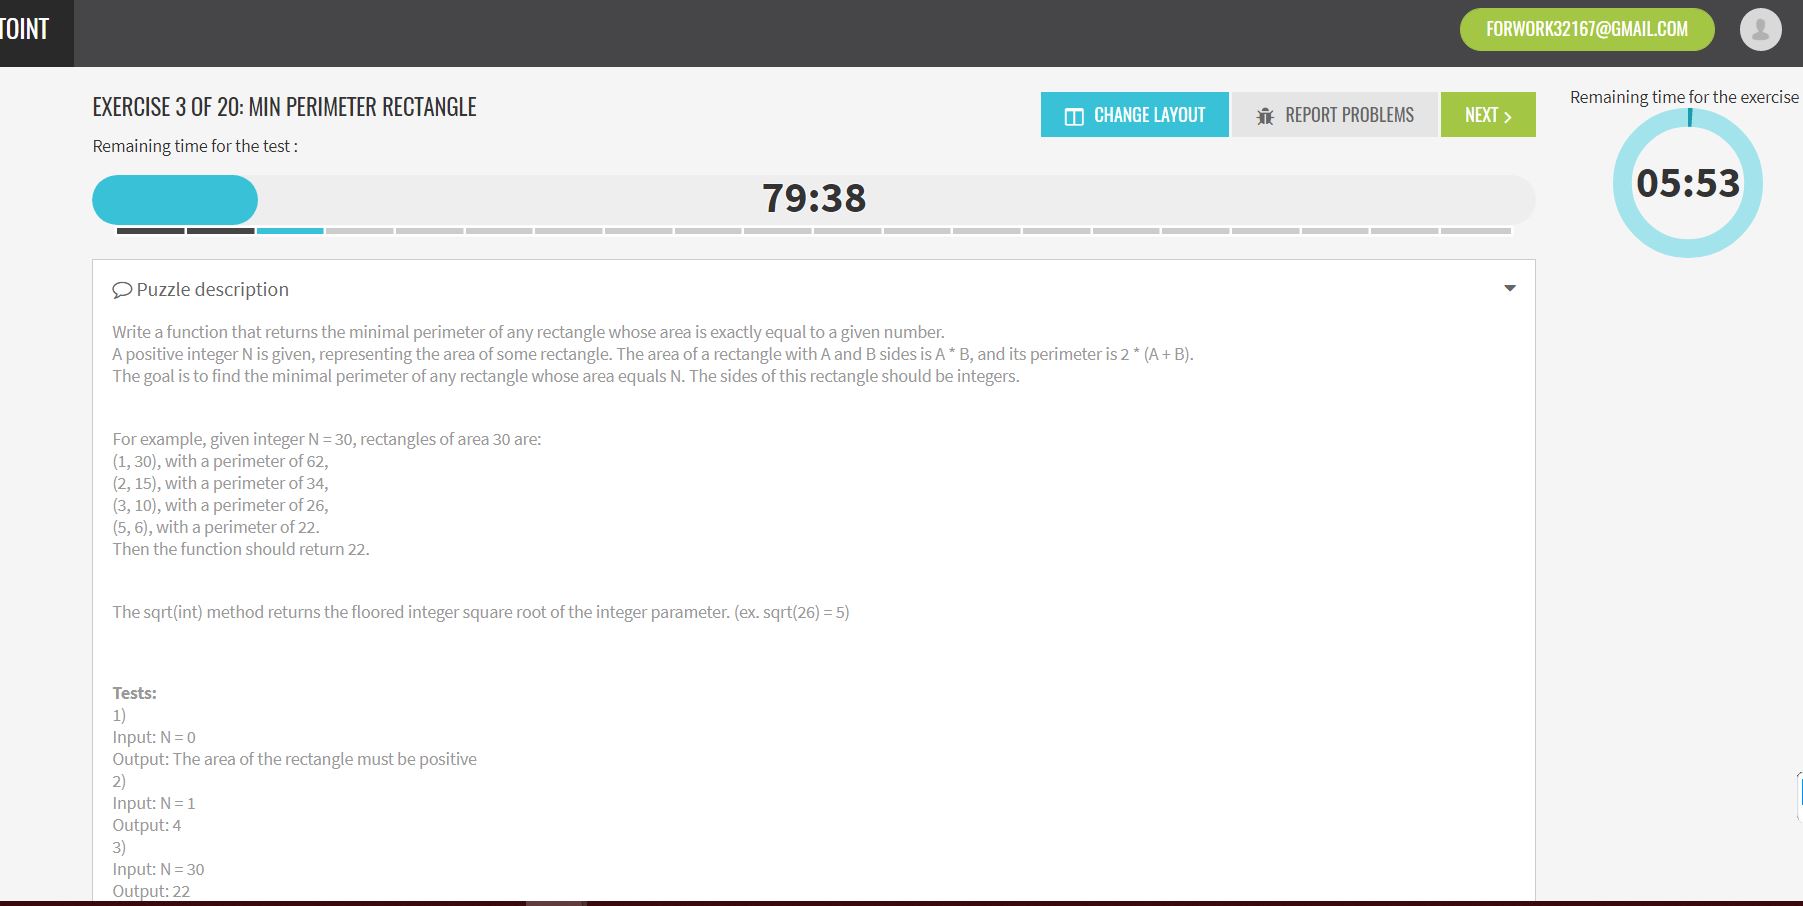 TOINT
FORWORK32167@GMAIL.COM
EXERCISE 3 OF 20: MIN PERIMETER RECTANGLE
CHANGE LAYOUT
REPORT PROBLEMS
NEXT
Remaining time for the exercise
Remaining time for the test :
79:38
05:53
Puzzle description
Write a function that returns the minimal perimeter of any rectangle whose area is exactly equal to a given number.
A positive integer N is given, representing the area of some rectangle. The area of a rectangle with A and B sides is A * B, and its perimeter is 2 * (A + B).
The goal is to find the minimal perimeter of any rectangle whose area equals N. The sides of this rectangle should be integers.
For example, given integer N = 30, rectangles of area 30 are:
(1, 30), with a perimeter of 62,
(2, 15), with a perimeter of 34,
(3, 10), with a perimeter of 26,
(5, 6), with a perimeter of 22.
Then the function should return 22.
The sqrt(int) method returns the floored integer square root of the integer parameter. (ex. sqrt(26) = 5)
Tests:
1)
Input: N = 0
Output: The area of the rectangle must be positive
2)
Input: N = 1
Output: 4
3)
Input: N = 30
Output: 22